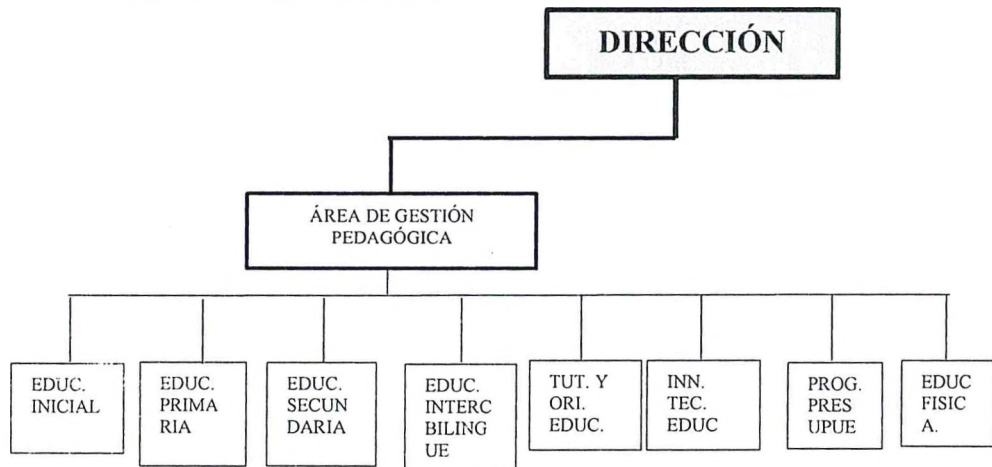 DIRECCIÓN
ÁREA DE GESTIÓN
PEDAGÓGICA
EDUC.
INICIAL
EDUC.
PRIMA
RIA
EDUC.
SECUN
DARIA
EDUC.
INTERC
BILING
UE
TUT. Y
ORI.
EDUC.
INN.
TEC.
EDUC
PROG.
PRES
UPUE
EDUC
FISIC
A.